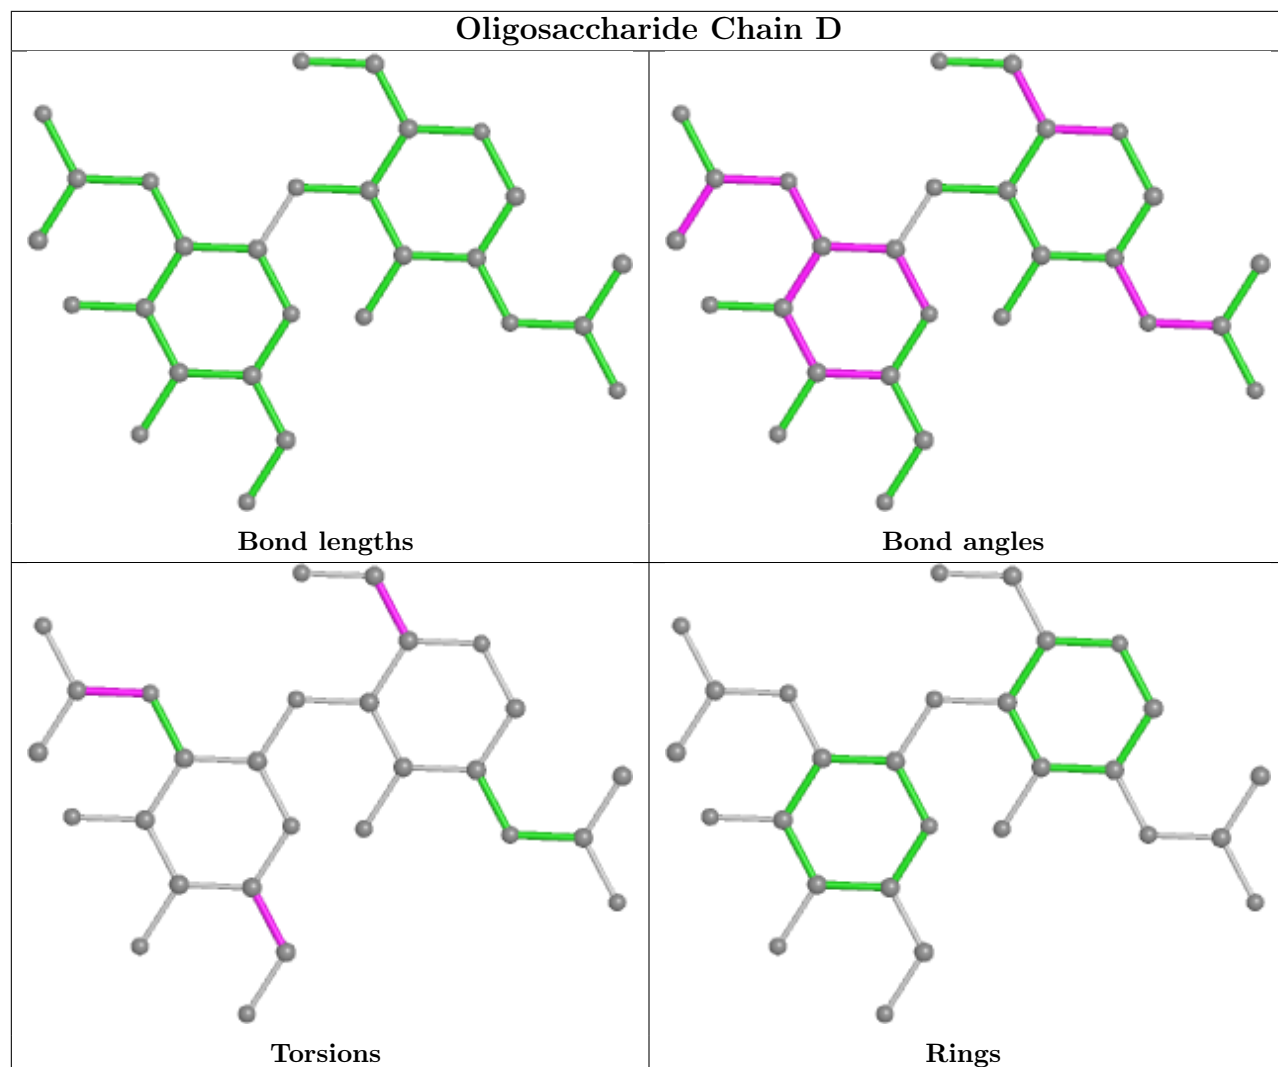 Oligosaccharide Chain D
Bond lengths
Bond angles
Torsions
Rings